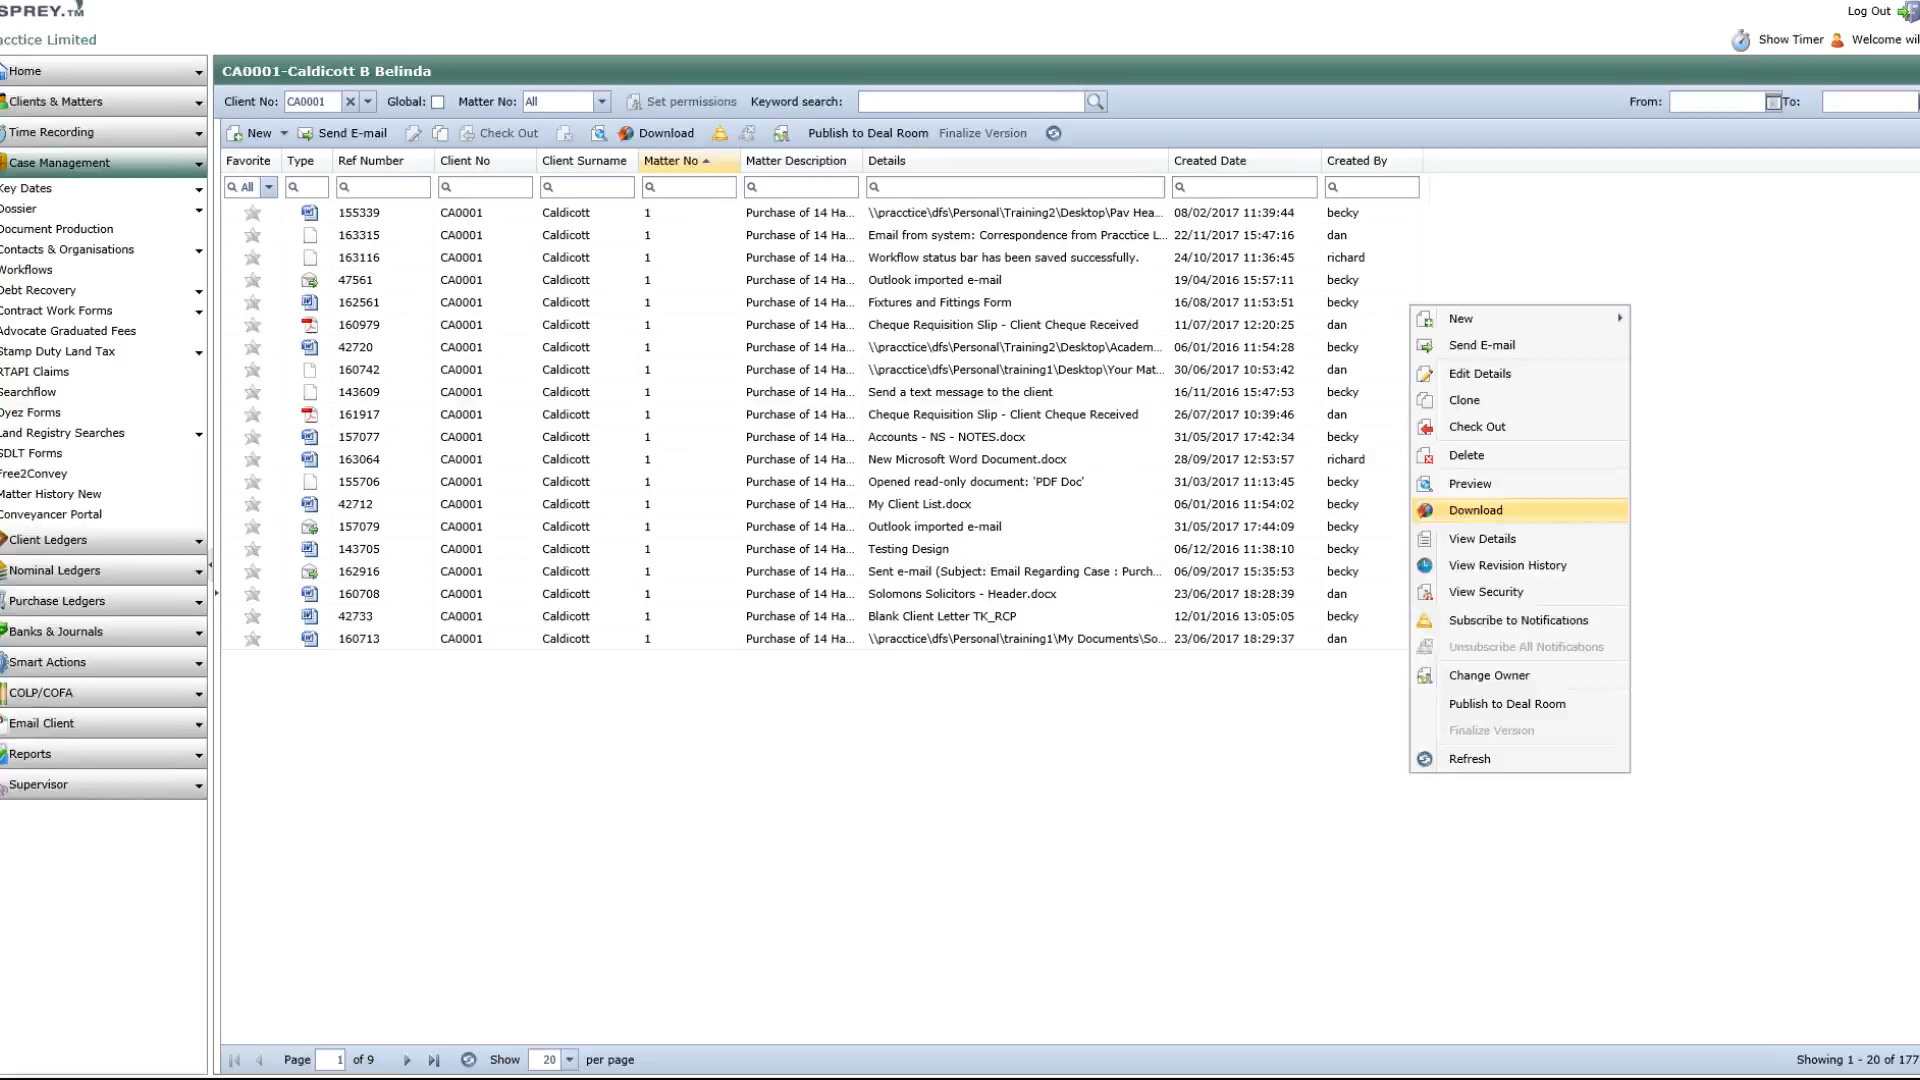 SPREY.TM
Log Out
acctice Limited
Show Timer Welcome wil
Home
CA0001-Caldicott B Belinda
Clients & Matters
Client No: CA0001 Global: Matter No: All Set permissions Keyword search: From: To:
Time Recording
New Send E-mail Check Out Download Publish to Deal Room Finalize Version
Case Management
Favorite Type Ref Number Client No Client Surname Matter No Matter Description Details Created Date Created By
All
Key Dates
Dossier
Document Production
Contacts & Organisations
Workflows
Debt Recovery
Contract Work Forms
Advocate Graduated Fees
Stamp Duty Land Tax
RTAPI Claims
Searchflow
Oyez Forms
Land Registry Searches
SDLT Forms
Free2Convey
Matter History New
Conveyancer Portal
Client Ledgers
Nominal Ledgers
Purchase Ledgers
Banks & Journals
Smart Actions
COLP/COFA
Email Client
Reports
Supervisor
155339 CA0001 Caldicott 1 Purchase of 14 Ha... \\pracctice\dfs\Personal\Training2\Desktop\Pav Hea... 08/02/2017 11:39:44 becky
163315 CA0001 Caldicott 1 Purchase of 14 Ha... Email from system: Correspondence from Pracctice L... 22/11/2017 15:47:16 dan
163116 CA0001 Caldicott 1 Purchase of 14 Ha... Workflow status bar has been saved successfully. 24/10/2017 11:36:45 richard
47561 CA0001 Caldicott 1 Purchase of 14 Ha... Outlook imported e-mail 19/04/2016 15:57:11 becky
162561 CA0001 Caldicott 1 Purchase of 14 Ha... Fixtures and Fittings Form 16/08/2017 11:53:51 becky
160979 CA0001 Caldicott 1 Purchase of 14 Ha... Cheque Requisition Slip - Client Cheque Received 11/07/2017 12:20:25 dan
42720 CA0001 Caldicott 1 Purchase of 14 Ha... \\pracctice\dfs\Personal\Training2\Desktop\Academ... 06/01/2016 11:54:28 becky
160742 CA0001 Caldicott 1 Purchase of 14 Ha... \\pracctice\dfs\Personal\training1\Desktop\Your Mat... 30/06/2017 10:53:42 dan
143609 CA0001 Caldicott 1 Purchase of 14 Ha... Send a text message to the client 16/11/2016 15:47:53 becky
161917 CA0001 Caldicott 1 Purchase of 14 Ha... Cheque Requisition Slip - Client Cheque Received 26/07/2017 10:39:46 dan
157077 CA0001 Caldicott 1 Purchase of 14 Ha... Accounts - NS - NOTES.docx 31/05/2017 17:42:34 becky
163064 CA0001 Caldicott 1 Purchase of 14 Ha... New Microsoft Word Document.docx 28/09/2017 12:53:57 richard
155706 CA0001 Caldicott 1 Purchase of 14 Ha... Opened read-only document: 'PDF Doc' 31/03/2017 11:13:45 becky
42712 CA0001 Caldicott 1 Purchase of 14 Ha... My Client List.docx 06/01/2016 11:54:02 becky
157079 CA0001 Caldicott 1 Purchase of 14 Ha... Outlook imported e-mail 31/05/2017 17:44:09 becky
143705 CA0001 Caldicott 1 Purchase of 14 Ha... Testing Design 06/12/2016 11:38:10 becky
162916 CA0001 Caldicott 1 Purchase of 14 Ha... Sent e-mail (Subject: Email Regarding Case : Purch... 06/09/2017 15:35:53 becky
160708 CA0001 Caldicott 1 Purchase of 14 Ha... Solomons Solicitors - Header.docx 23/06/2017 18:28:39 dan
42733 CA0001 Caldicott 1 Purchase of 14 Ha... Blank Client Letter TK_RCP 12/01/2016 13:05:05 becky
160713 CA0001 Caldicott 1 Purchase of 14 Ha... \\pracctice\dfs\Personal\training1\My Documents\So... 23/06/2017 18:29:37 dan
New
Send E-mail
Edit Details
Clone
Check Out
Delete
Preview
Download
View Details
View Revision History
View Security
Subscribe to Notifications
Unsubscribe All Notifications
Change Owner
Publish to Deal Room
Finalize Version
Refresh
Page 1 of 9 Show 20 per page Showing 1 - 20 of 177